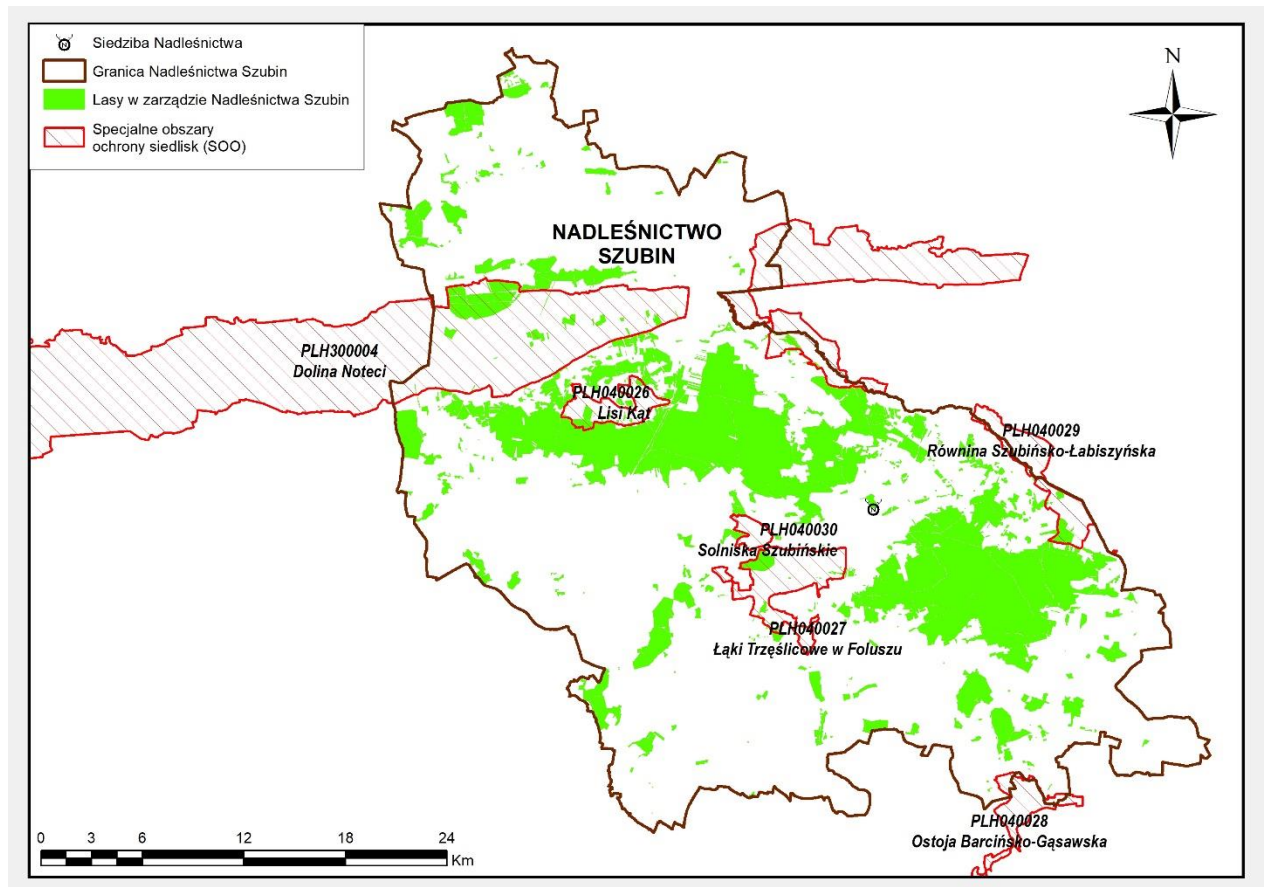 Siedziba Nadleśnictwa
Granica Nadleśnictwa Szubin
Lasy w zarządzie Nadleśnictwa Szubin
Specjalne obszary
ochrony siedlisk (SOO)
N
NADLEŚNICTWO
SZUBIN
PLH300004
Dolina Noteci
PLH040026
Lisi Kąt
PLH040029
Równina Szubińsko-Łabiszyńska
N
PLH040030
Solniska Szubińskie
PLH040027
Łąki Trzęślicowe w Foluszu
PLH040028
Ostoja Barcińsko-Gąsawska
0 3 6 12 18 24
Km